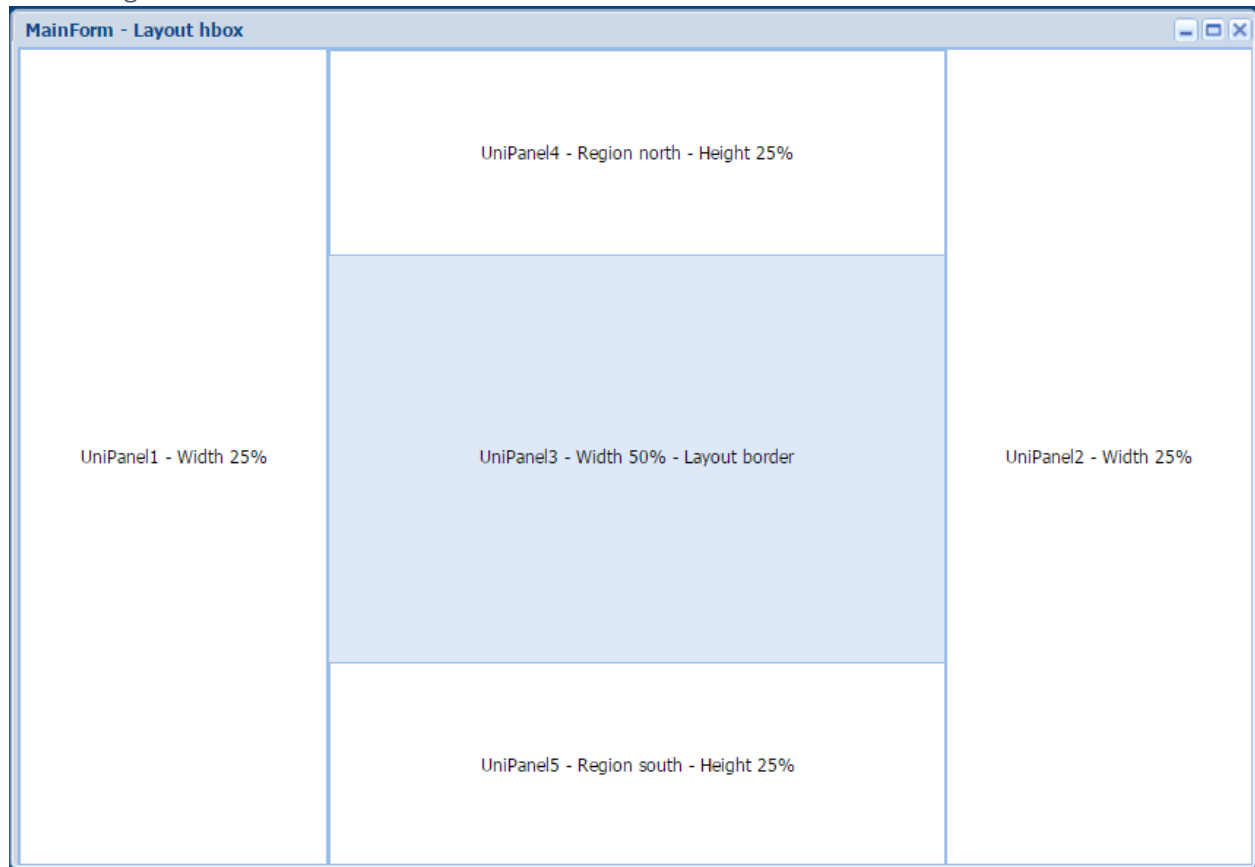 MainForm - Layout hbox
UniPanel4 - Region north - Height 25%
UniPanel1 - Width 25%
UniPanel3 - Width 50% - Layout border
UniPanel2 - Width 25%
UniPanel5 - Region south - Height 25%